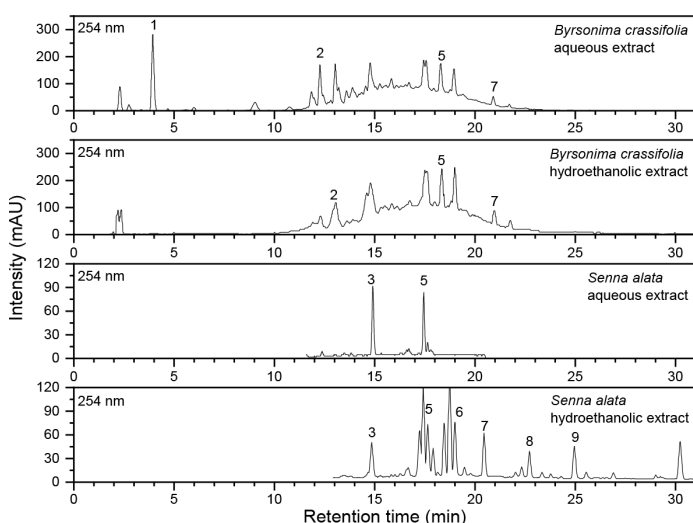 Intensity (mAU)
254 nm
Byrsonima crassifolia
aqueous extract
1
2
5
7
300
200
100
0
0 5 10 15 20 25 30
254 nm
Byrsonima crassifolia
hydroethanolic extract
2
5
7
300
200
100
0
0 5 10 15 20 25 30
254 nm
Senna alata
aqueous extract
3
5
120
90
60
30
0
0 5 10 15 20 25 30
254 nm
Senna alata
hydroethanolic extract
3
5
6
7
8
9
120
90
60
30
0
0 5 10 15 20 25 30
Retention time (min)